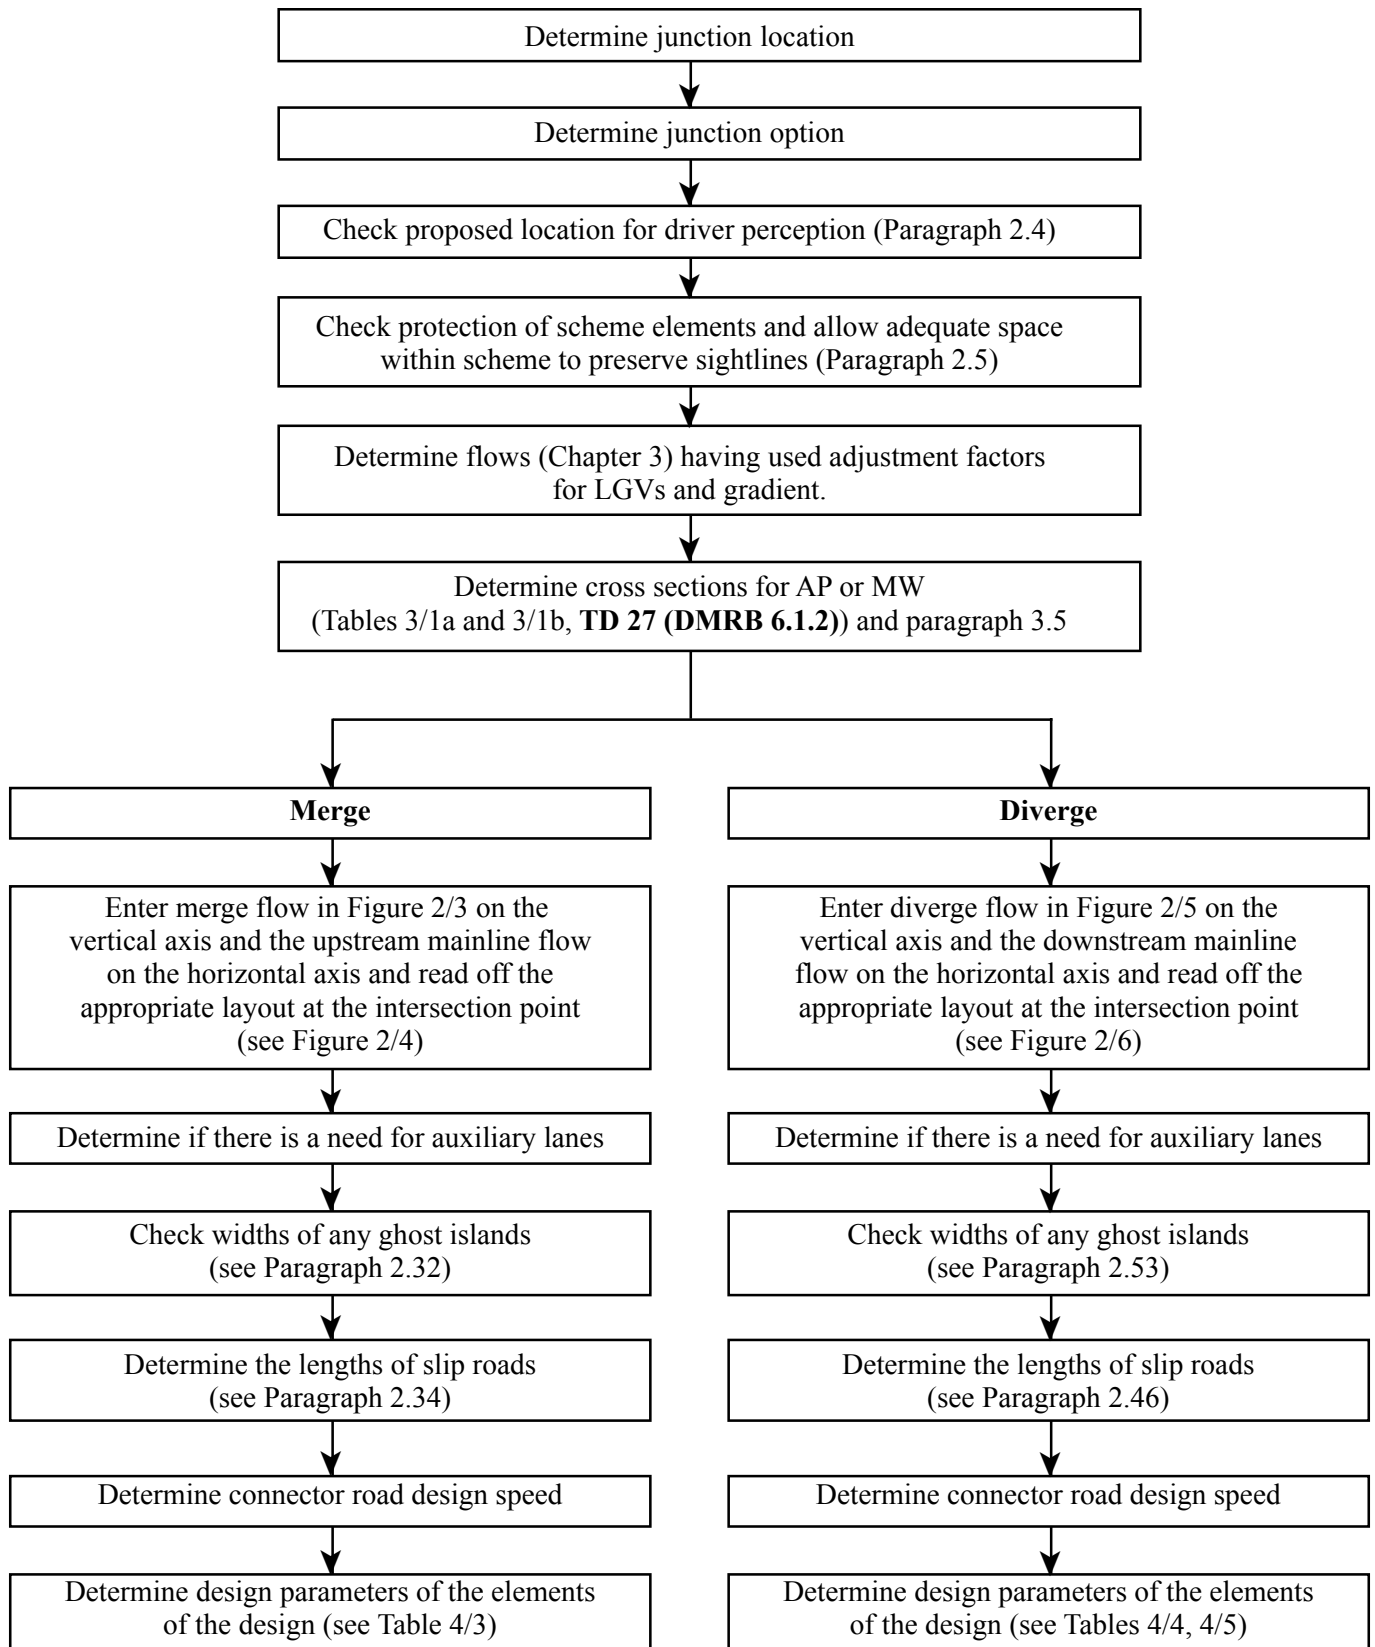 Determine junction location
Determine junction option
Check proposed location for driver perception (Paragraph 2.4)
Check protection of scheme elements and allow adequate space
within scheme to preserve sightlines (Paragraph 2.5)
Determine flows (Chapter 3) having used adjustment factors
for LGVs and gradient.
Determine cross sections for AP or MW
(Tables 3/1a and 3/1b, TD 27 (DMRB 6.1.2)) and paragraph 3.5
Merge
Enter merge flow in Figure 2/3 on the
vertical axis and the upstream mainline flow
on the horizontal axis and read off the
appropriate layout at the intersection point
(see Figure 2/4)
Determine if there is a need for auxiliary lanes
Check widths of any ghost islands
(see Paragraph 2.32)
Determine the lengths of slip roads
(see Paragraph 2.34)
Determine connector road design speed
Determine design parameters of the elements
of the design (see Table 4/3)
Diverge
Enter diverge flow in Figure 2/5 on the
vertical axis and the downstream mainline
flow on the horizontal axis and read off the
appropriate layout at the intersection point
(see Figure 2/6)
Determine if there is a need for auxiliary lanes
Check widths of any ghost islands
(see Paragraph 2.53)
Determine the lengths of slip roads
(see Paragraph 2.46)
Determine connector road design speed
Determine design parameters of the elements
of the design (see Tables 4/4, 4/5)